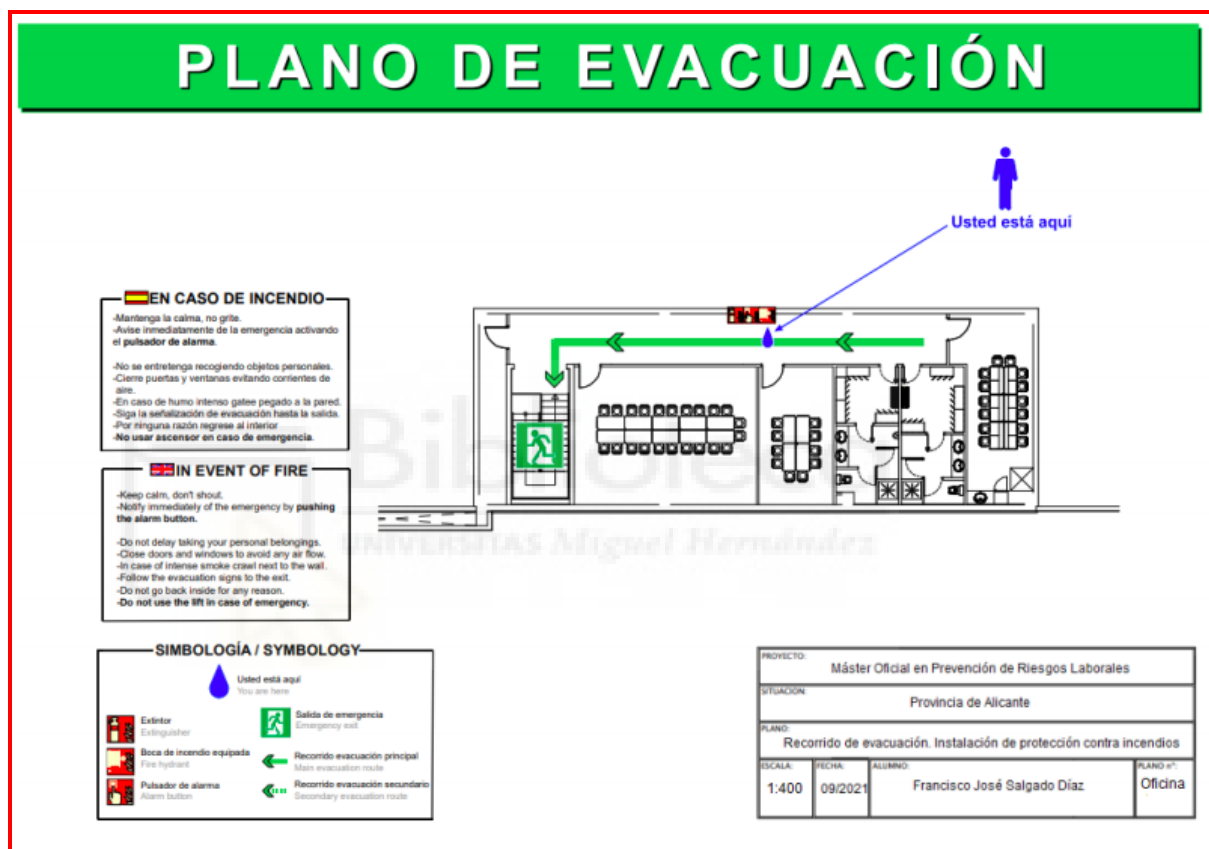 PLANO DE EVACUACIÓN
Usted está aquí
EN CASO DE INCENDIO
-Mantenga la calma, no grite.
-Avise inmediatamente de la emergencia activando
el pulsador de alarma.
-No se entretenga recogiendo objetos personales.
-Cierre puertas y ventanas evitando corrientes de
aire.
-En caso de humo intenso gatee pegado a la pared.
-Siga la señalización de evacuación hasta la salida.
-Por ninguna razón regrese al interior
-No usar ascensor en caso de emergencia.
IN EVENT OF FIRE
-Keep calm, don't shout.
-Notify immediately of the emergency by pushing
the alarm button.
-Do not delay taking your personal belongings.
-Close doors and windows to avoid any air flow.
-In case of intense smoke crawl next to the wall.
-Follow the evacuation signs to the exit.
-Do not go back inside for any reason.
-Do not use the lift in case of emergency.
Biblioteca
UNIVERSITAS Miguel Hernández
SIMBOLOGÍA / SYMBOLOGY
Usted está aquí
You are here
Extintor
Extinguisher
Salida de emergencia
Emergency exit
Boca de incendio equipada
Fire hydrant
Recorrido evacuación principal
Main evacuation route
Pulsador de alarma
Alarm button
Recorrido evacuación secundario
Secondary evacuation route
PROYECTO:
Máster Oficial en Prevención de Riesgos Laborales
SITUACION:
Provincia de Alicante
PLANO:
Recorrido de evacuación. Instalación de protección contra incendios
ESCALA: FECHA: ALUMNO: PLANO nº:
1:400 09/2021 Francisco José Salgado Díaz Oficina